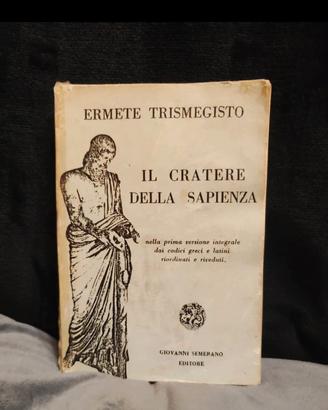 ERMETE TRISMEGISTO
IL CRATERE
DELLA SAPIENZA
nella prima versione integrale
dai codici greci e latini
riordinati e riveduti.
GIOVANNI SEMERANO
EDITORE